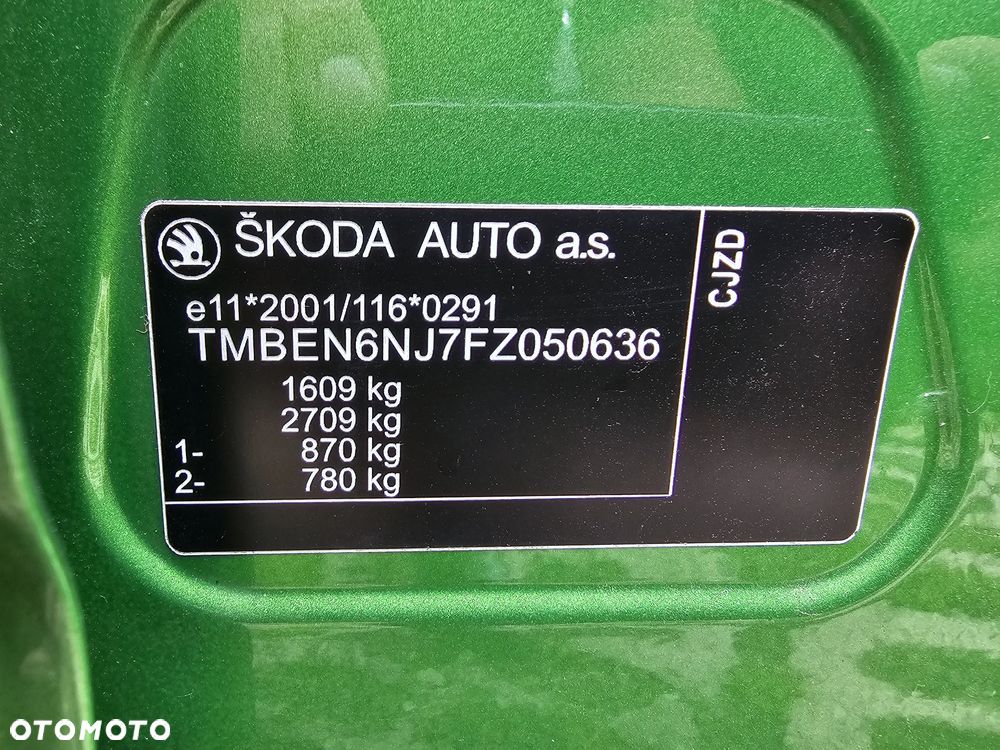 ŠKODA AUTO a.s.
e11*2001/116*0291
TMBEN6NJ7FZ050636
1609 kg
2709 kg
1- 870 kg
2- 780 kg
CJZD
OTOMOTO